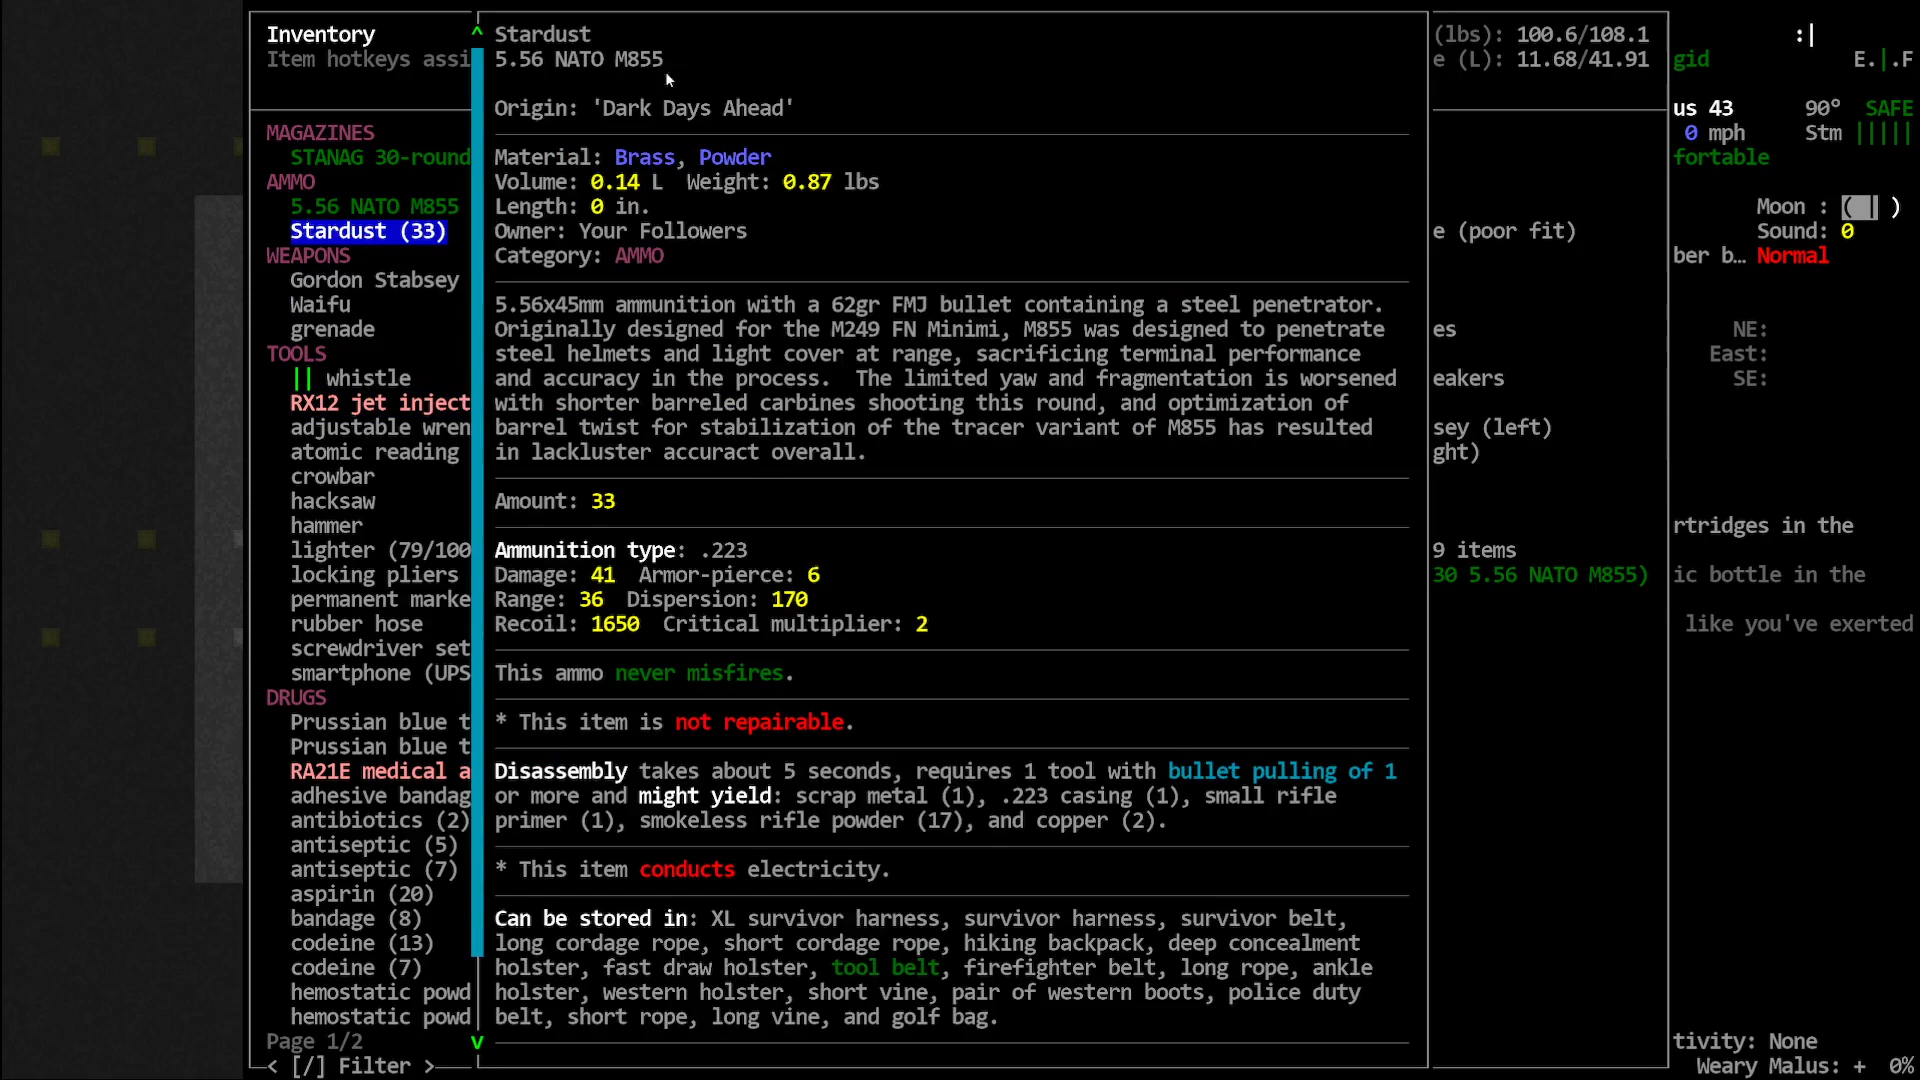 Inventory
Item hotkeys assi
MAGAZINES
STANAG 30-round
AMMO
5.56 NATO M855
Stardust (33)
WEAPONS
Gordon Stabsey
Waifu
grenade
TOOLS
|| whistle
RX12 jet inject
adjustable wren
atomic reading
crowbar
hacksaw
hammer
lighter (79/100
locking pliers
permanent marke
rubber hose
screwdriver set
smartphone (UPS
DRUGS
Prussian blue t
Prussian blue t
RA21E medical a
adhesive bandag
antibiotics (2)
antiseptic (5)
antiseptic (7)
aspirin (20)
bandage (8)
codeine (13)
codeine (7)
hemostatic powd
hemostatic powd
Page 1/2
< [/] Filter >
^
v
Stardust
5.56 NATO M855
Origin: 'Dark Days Ahead'
Material: Brass, Powder
Volume: 0.14 L  Weight: 0.87 lbs
Length: 0 in.
Owner: Your Followers
Category: AMMO
5.56x45mm ammunition with a 62gr FMJ bullet containing a steel penetrator.
Originally designed for the M249 FN Minimi, M855 was designed to penetrate
steel helmets and light cover at range, sacrificing terminal performance
and accuracy in the process.  The limited yaw and fragmentation is worsened
with shorter barreled carbines shooting this round, and optimization of
barrel twist for stabilization of the tracer variant of M855 has resulted
in lackluster accuract overall.
Amount: 33
Ammunition type: .223
Damage: 41  Armor-pierce: 6
Range: 36  Dispersion: 170
Recoil: 1650  Critical multiplier: 2
This ammo never misfires.
* This item is not repairable.
Disassembly takes about 5 seconds, requires 1 tool with bullet pulling of 1
or more and might yield: scrap metal (1), .223 casing (1), small rifle
primer (1), smokeless rifle powder (17), and copper (2).
* This item conducts electricity.
Can be stored in: XL survivor harness, survivor harness, survivor belt,
long cordage rope, short cordage rope, hiking backpack, deep concealment
holster, fast draw holster, tool belt, firefighter belt, long rope, ankle
holster, western holster, short vine, pair of western boots, police duty
belt, short rope, long vine, and golf bag.
(lbs): 100.6/108.1
e (L): 11.68/41.91
e (poor fit)
es
eakers
sey (left)
ght)
9 items
30 5.56 NATO M855)
:|
gid E.|.F
us 43 90° SAFE
0 mph Stm |||||
fortable
Moon : ( | )
Sound: 0
ber b… Normal
NE:
East:
SE:
rtridges in the
ic bottle in the
like you've exerted
tivity: None
Weary Malus: + 0%